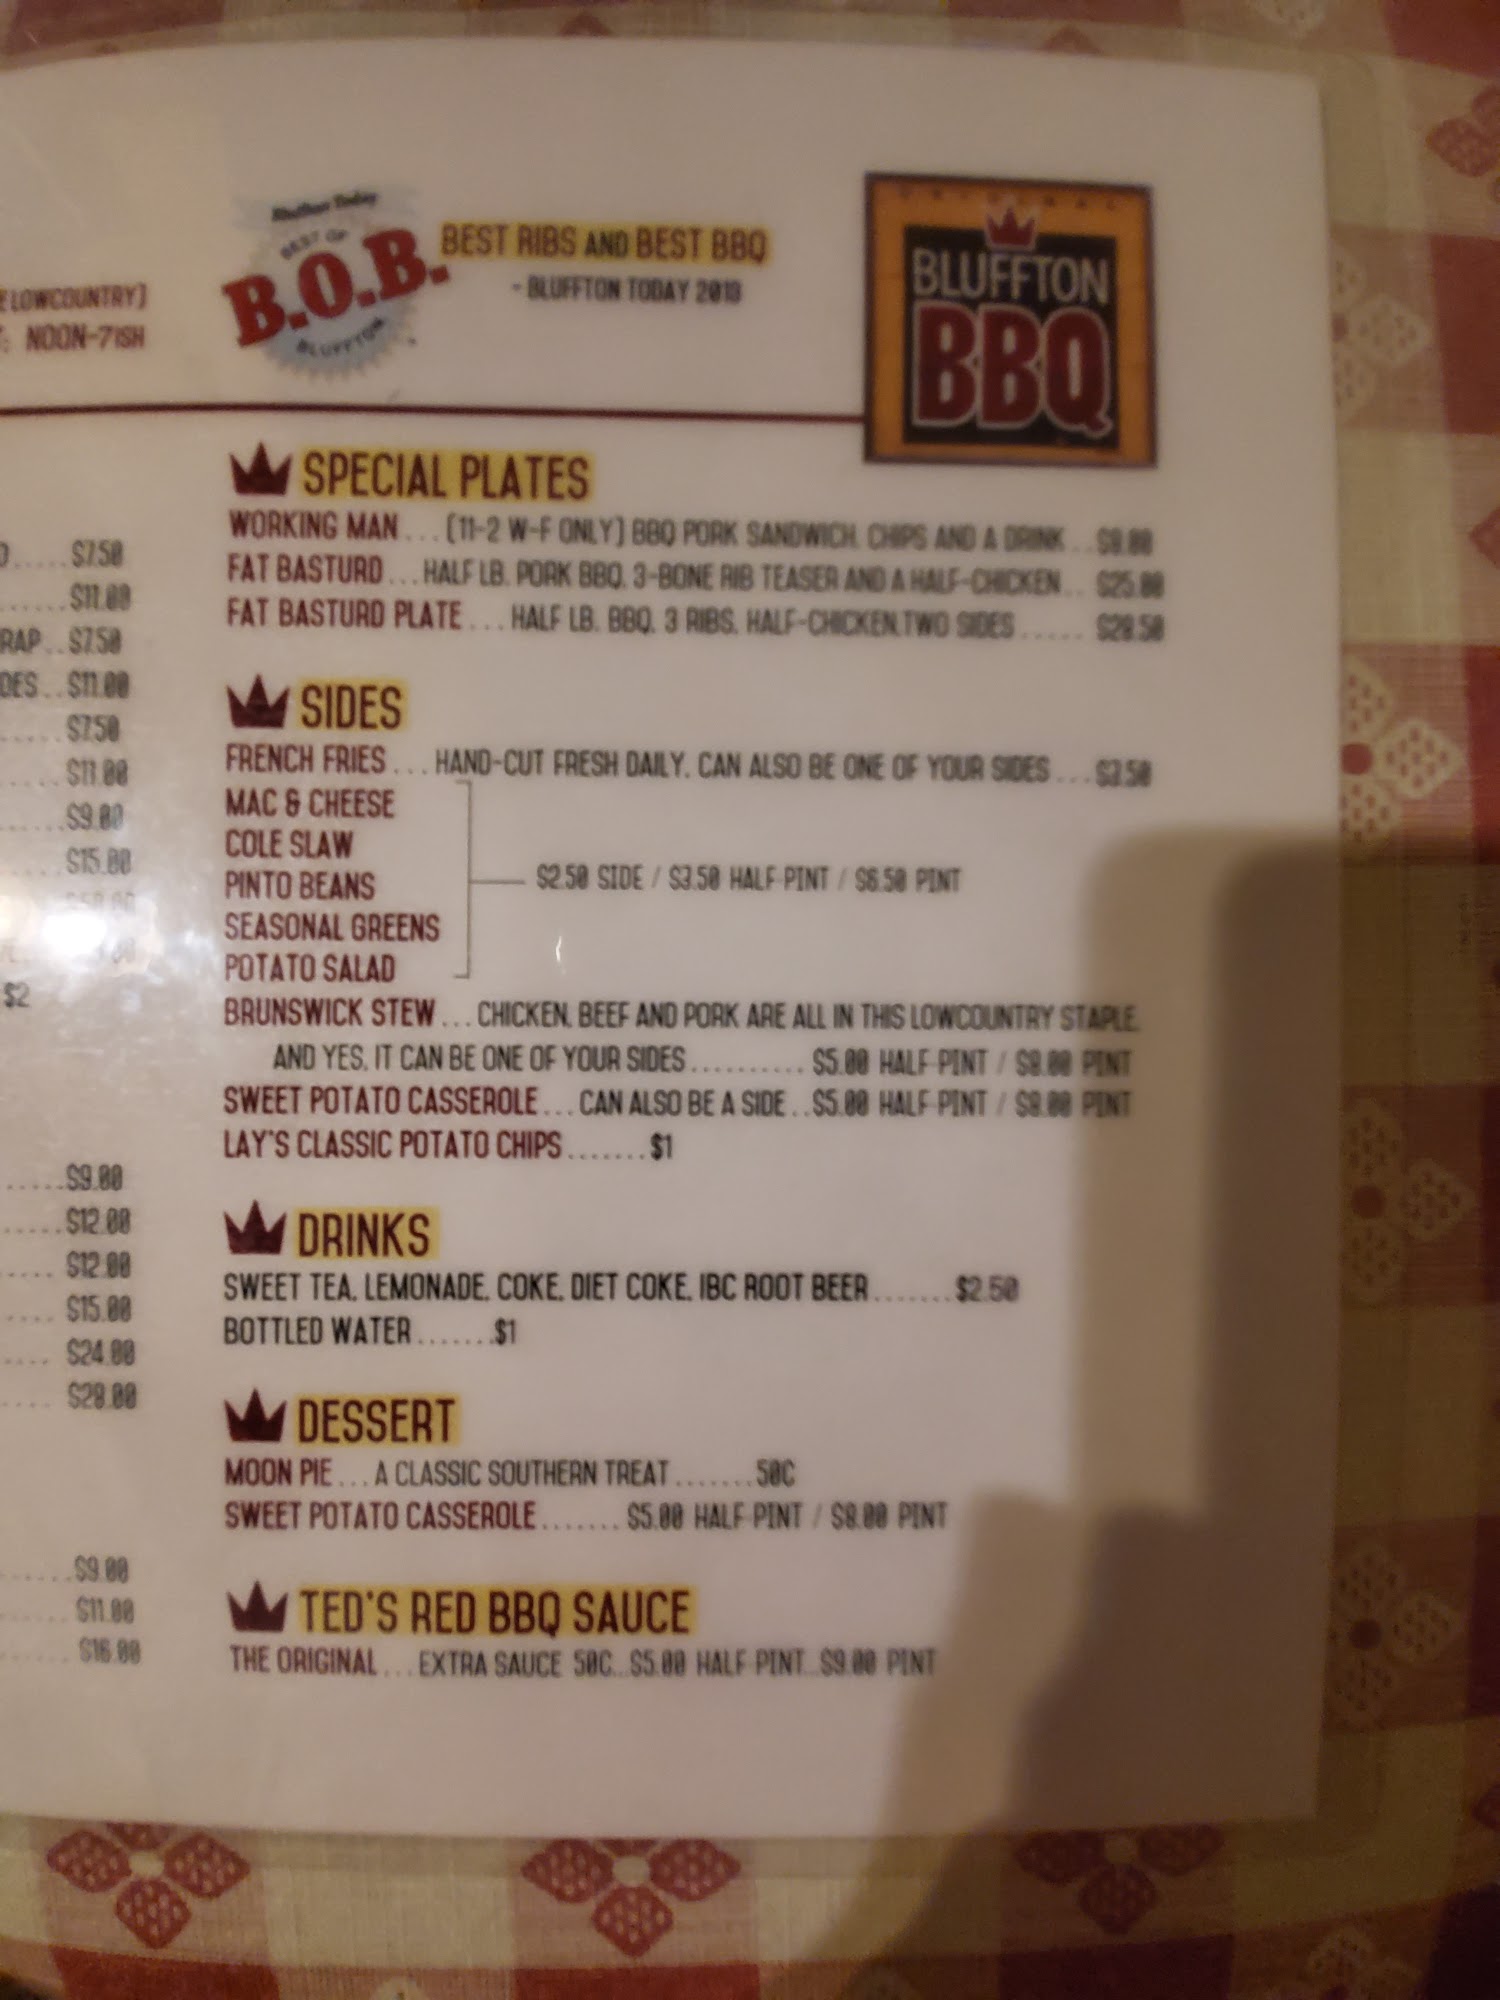 Bluffton Today
BEST OF
B.O.B.
BLUFFTON
BEST RIBS AND BEST BBQ
- BLUFFTON TODAY 2013
ORIGINAL
BLUFFTON
BBQ
LOWCOUNTRY)
: NOON-7ISH
$7.50
$11.00
RAP.. $7.50
DES.. $11.00
$7.50
$11.00
$9.00
$15.00
$2
$9.00
$12.00
$12.00
$15.00
$24.00
$28.00
$9.00
$11.00
$16.00
SPECIAL PLATES
WORKING MAN ... (11-2 W-F ONLY) BBQ PORK SANDWICH, CHIPS AND A DRINK ..
FAT BASTURD ... HALF LB. PORK BBQ, 3-BONE RIB TEASER AND A HALF-CHICKEN ... $25.00
FAT BASTURD PLATE ... HALF LB. BBQ, 3 RIBS, HALF-CHICKEN,TWO SIDES ...... $28.50
SIDES
FRENCH FRIES ... HAND-CUT FRESH DAILY. CAN ALSO BE ONE OF YOUR SIDES ... $3.50
MAC & CHEESE
COLE SLAW
PINTO BEANS
$2.50 SIDE / $3.50 HALF-PINT / $6.50 PINT
SEASONAL GREENS
POTATO SALAD
BRUNSWICK STEW ... CHICKEN, BEEF AND PORK ARE ALL IN THIS LOWCOUNTRY STAPLE.
AND YES, IT CAN BE ONE OF YOUR SIDES .......... $5.00 HALF-PINT / $9.00 PINT
SWEET POTATO CASSEROLE ... CAN ALSO BE A SIDE .. $5.00 HALF-PINT / $9.00 PINT
LAY'S CLASSIC POTATO CHIPS ....... $1
DRINKS
SWEET TEA, LEMONADE, COKE, DIET COKE, IBC ROOT BEER ....... $2.50
BOTTLED WATER ....... $1
DESSERT
MOON PIE ... A CLASSIC SOUTHERN TREAT ....... 50C
SWEET POTATO CASSEROLE ....... $5.00 HALF-PINT / $9.00 PINT
TED'S RED BBQ SAUCE
THE ORIGINAL ... EXTRA SAUCE 50C...$5.00 HALF-PINT...$9.00 PINT